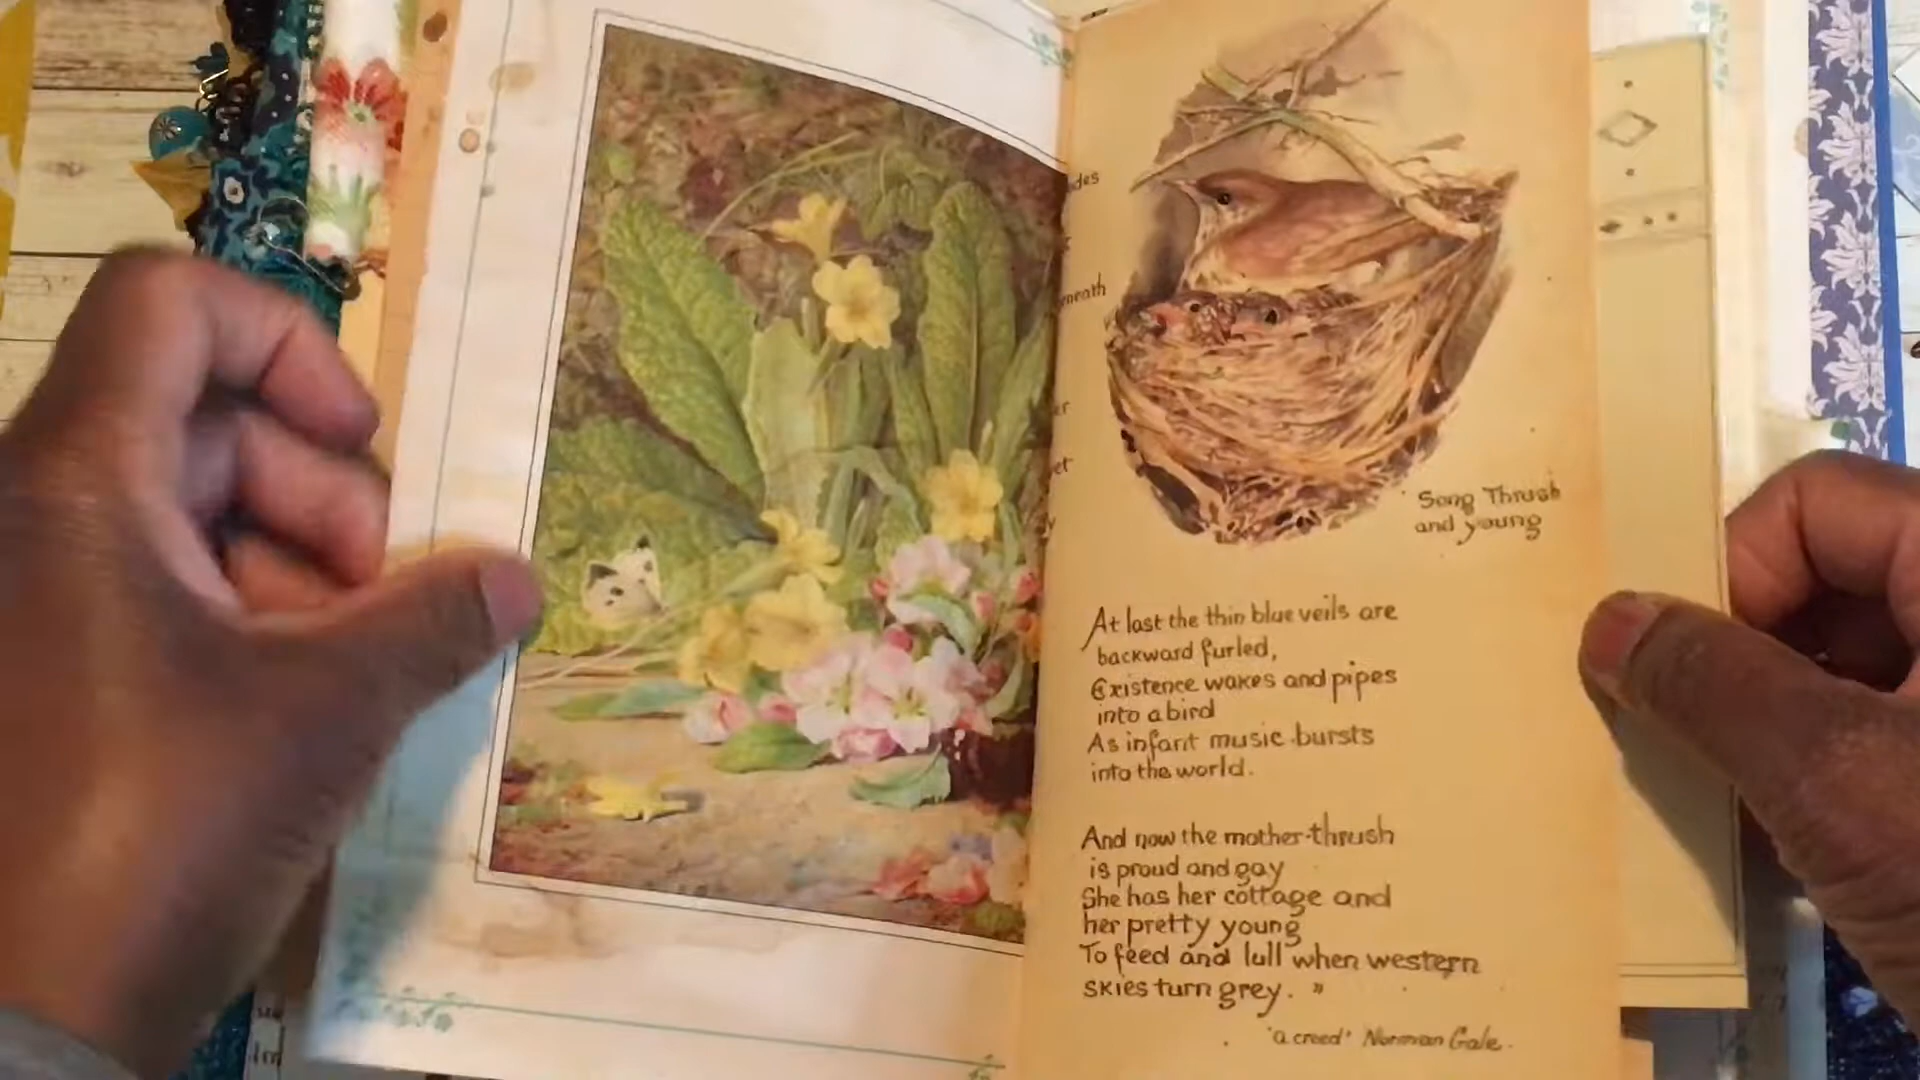 Song Thrush
and young
At last the thin blue veils are
backward furled,
Existence wakes and pipes
into a bird
As infant music bursts
into the world.
And now the mother-thrush
is proud and gay
She has her cottage and
her pretty young
To feed and lull when western
skies turn grey. "
'a creed' Norman Gale.